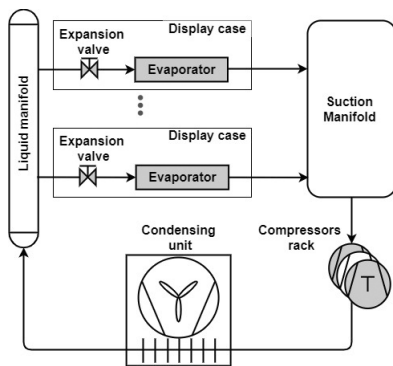 Display case
Expansion
valve
Evaporator
Liquid manifold
Suction
Manifold
Display case
Expansion
valve
Evaporator
Condensing
unit
Compressors
rack
T